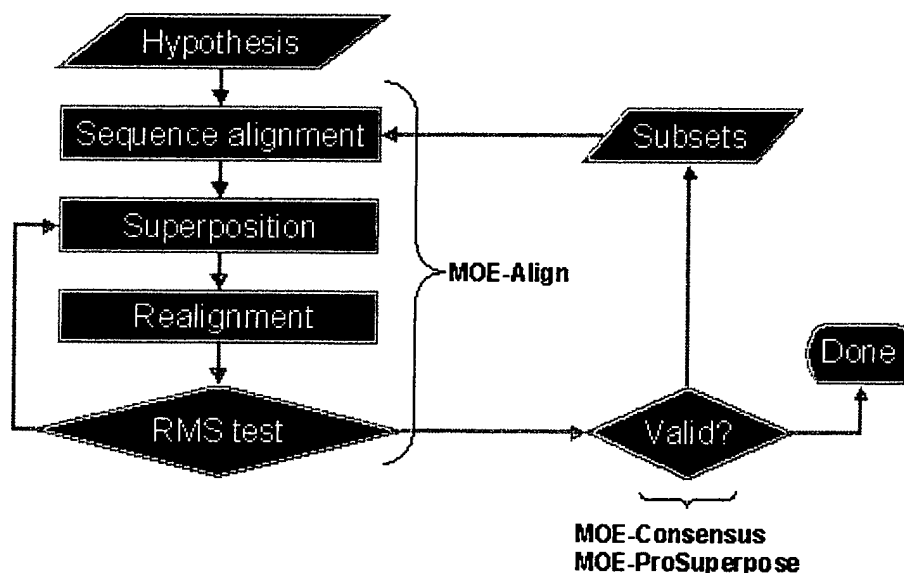 Hypothesis
Sequence alignment
Subsets
Superposition
MOE-Align
Realignment
Done
RMS test
Valid?
MOE-Consensus
MOE-ProSuperpose